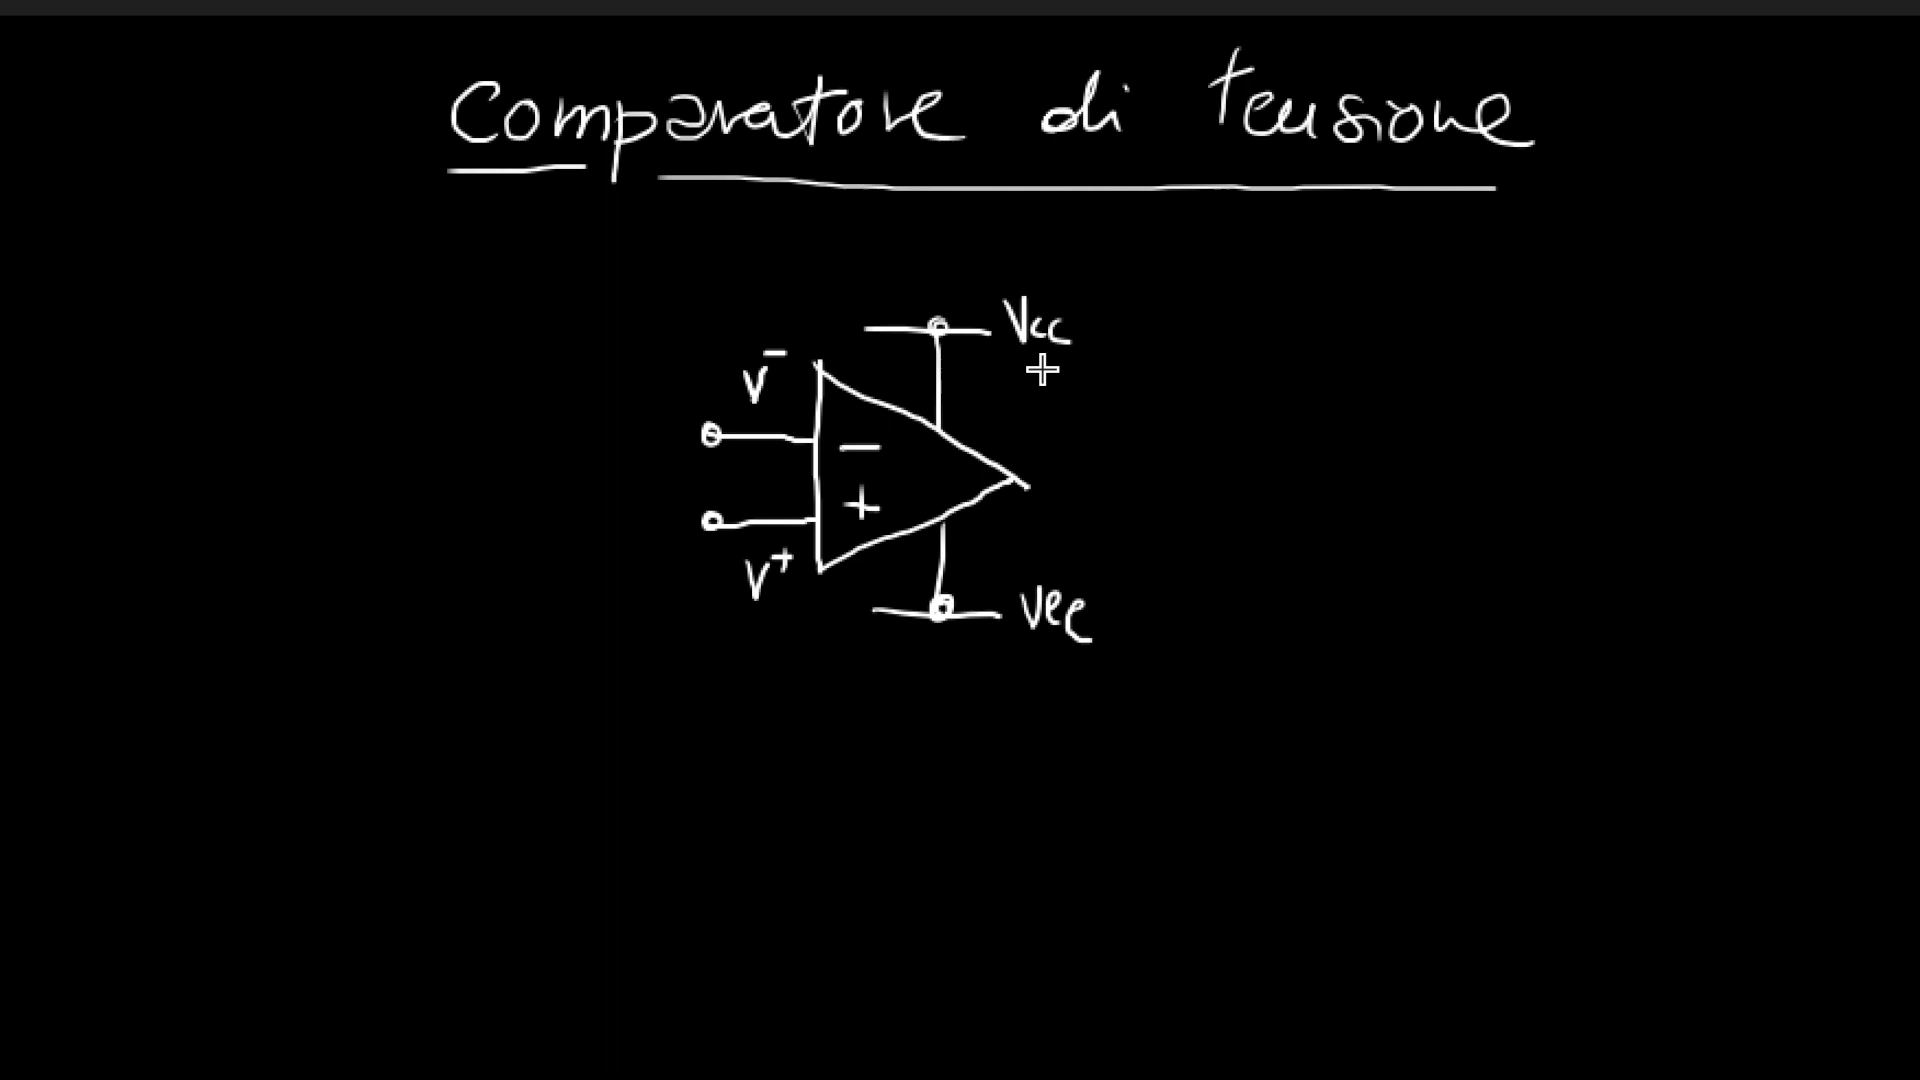 Comparatore di tensione
Vcc
V-
-
+
V+
Vee